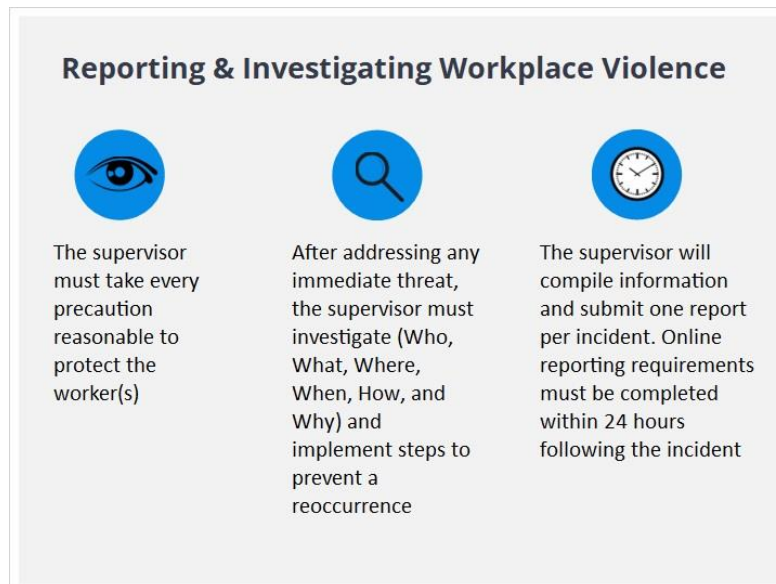 Reporting & Investigating Workplace Violence
The supervisor
must take every
precaution
reasonable to
protect the
worker(s)
After addressing any
immediate threat,
the supervisor must
investigate (Who,
What, Where,
When, How, and
Why) and
implement steps to
prevent a
reoccurrence
The supervisor will
compile information
and submit one report
per incident. Online
reporting requirements
must be completed
within 24 hours
following the incident